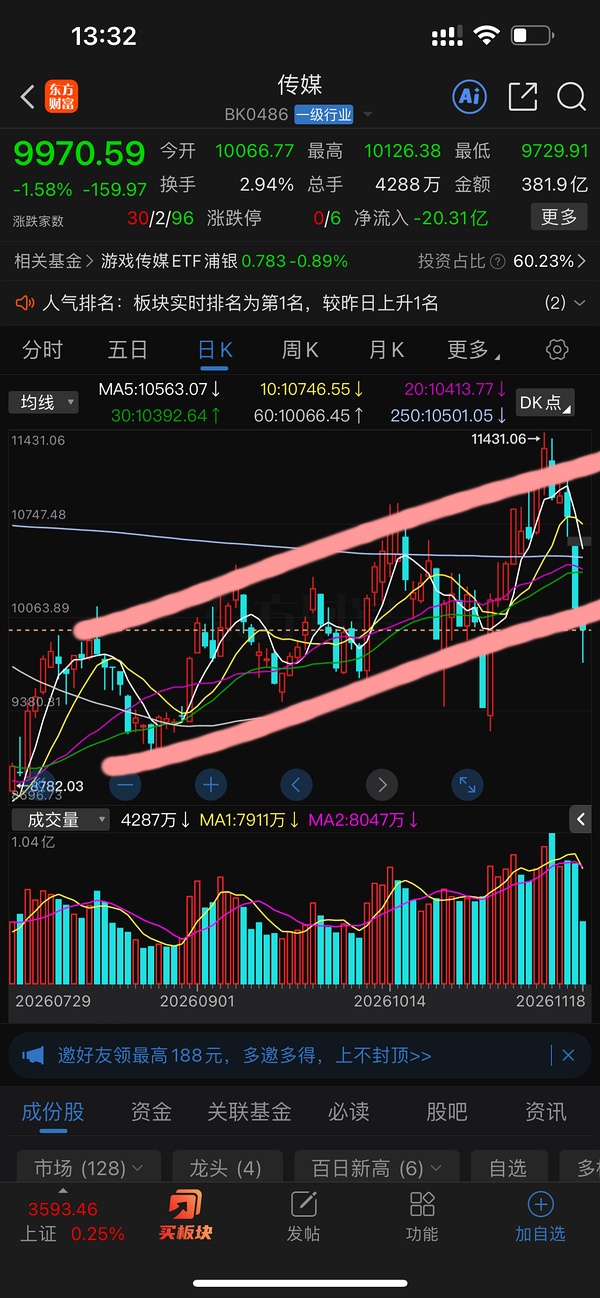 13:32
东方财富
传媒
Ai
BK0486 一级行业
9970.59 今开 10066.77 最高 10126.38 最低 9729.91
-1.58% -159.97 换手 2.94% 总手 4288万 金额 381.9亿
涨跌家数 30/2/96 涨跌停 0/6 净流入 -20.31亿 更多
相关基金 游戏传媒ETF浦银 0.783 -0.89% 投资占比 ? 60.23%
人气排名：板块实时排名为第1名，较昨日上升1名 (2)
分时 五日 日K 周K 月K 更多
均线 MA5:10563.07↓ 10:10746.55↓ 20:10413.77↓ DK点
30:10392.64↑ 60:10066.45↑ 250:10501.05↓
11431.06 11431.06→
10747.48
10063.89
9380.31
←8782.03
8696.73
成交量 4287万↓ MA1:7911万↓ MA2:8047万↓
1.04亿
20260729 20260901 20261014 20261118
邀好友领最高188元，多邀多得，上不封顶>>
成份股 资金 关联基金 必读 股吧 资讯
市场 (128) 龙头 (4) 百日新高 (6) 自选
3593.46
上证 0.25% 买板块 发帖 功能 加自选